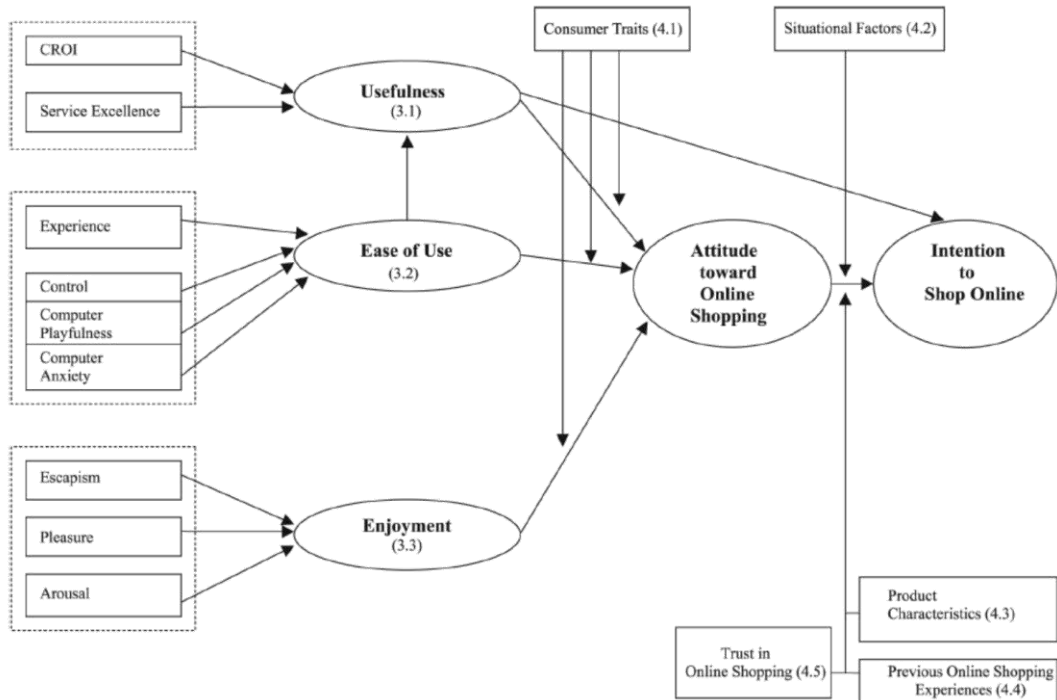 Consumer Traits (4.1)
Situational Factors (4.2)
CROI
Service Excellence
Usefulness
(3.1)
Experience
Control
Computer
Playfulness
Computer
Anxiety
Ease of Use
(3.2)
Attitude
toward
Online
Shopping
Intention
to
Shop Online
Escapism
Pleasure
Arousal
Enjoyment
(3.3)
Product
Characteristics (4.3)
Trust in
Online Shopping (4.5)
Previous Online Shopping
Experiences (4.4)